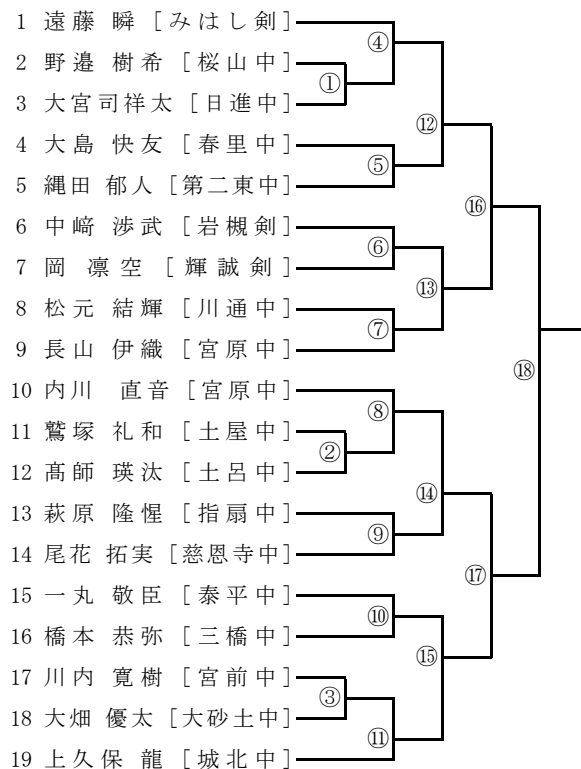 1 遠藤 瞬 [みはし剣]
④
2 野邉 樹希 [桜山中]
①
3 大宮司祥太 [日進中]
⑫
4 大島 快友 [春里中]
⑤
5 縄田 郁人 [第二東中]
⑯
6 中﨑 渉武 [岩槻剣]
⑥
7 岡 凛空 [輝誠剣]
⑬
8 松元 結輝 [川通中]
⑦
9 長山 伊織 [宮原中]
⑱
10 内川 直音 [宮原中]
⑧
11 鷲塚 礼和 [土屋中]
②
12 髙師 瑛汰 [土呂中]
⑭
13 萩原 隆惺 [指扇中]
⑨
14 尾花 拓実 [慈恩寺中]
⑰
15 一丸 敬臣 [泰平中]
⑩
16 橋本 恭弥 [三橋中]
⑮
17 川内 寛樹 [宮前中]
③
18 大畑 優太 [大砂土中]
⑪
19 上久保 龍 [城北中]